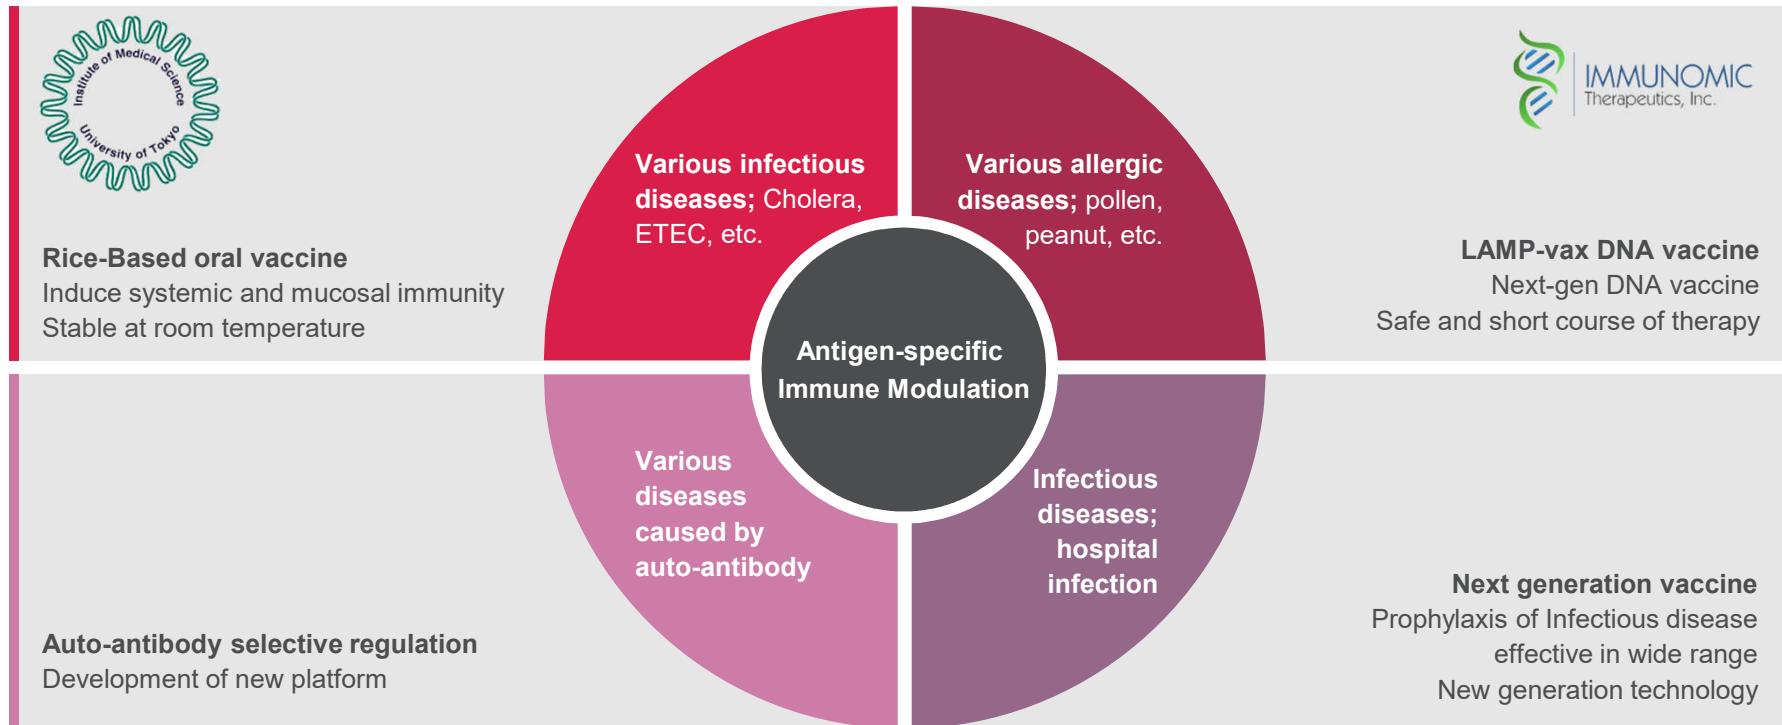 Institute of Medical Science
University of Tokyo
Rice-Based oral vaccine
Induce systemic and mucosal immunity
Stable at room temperature
Various infectious
diseases; Cholera,
ETEC, etc.
Various allergic
diseases; pollen,
peanut, etc.
IMMUNOMIC
Therapeutics, Inc.
LAMP-vax DNA vaccine
Next-gen DNA vaccine
Safe and short course of therapy
Antigen-specific
Immune Modulation
Various
diseases
caused by
auto-antibody
Auto-antibody selective regulation
Development of new platform
Infectious
diseases;
hospital
infection
Next generation vaccine
Prophylaxis of Infectious disease
effective in wide range
New generation technology